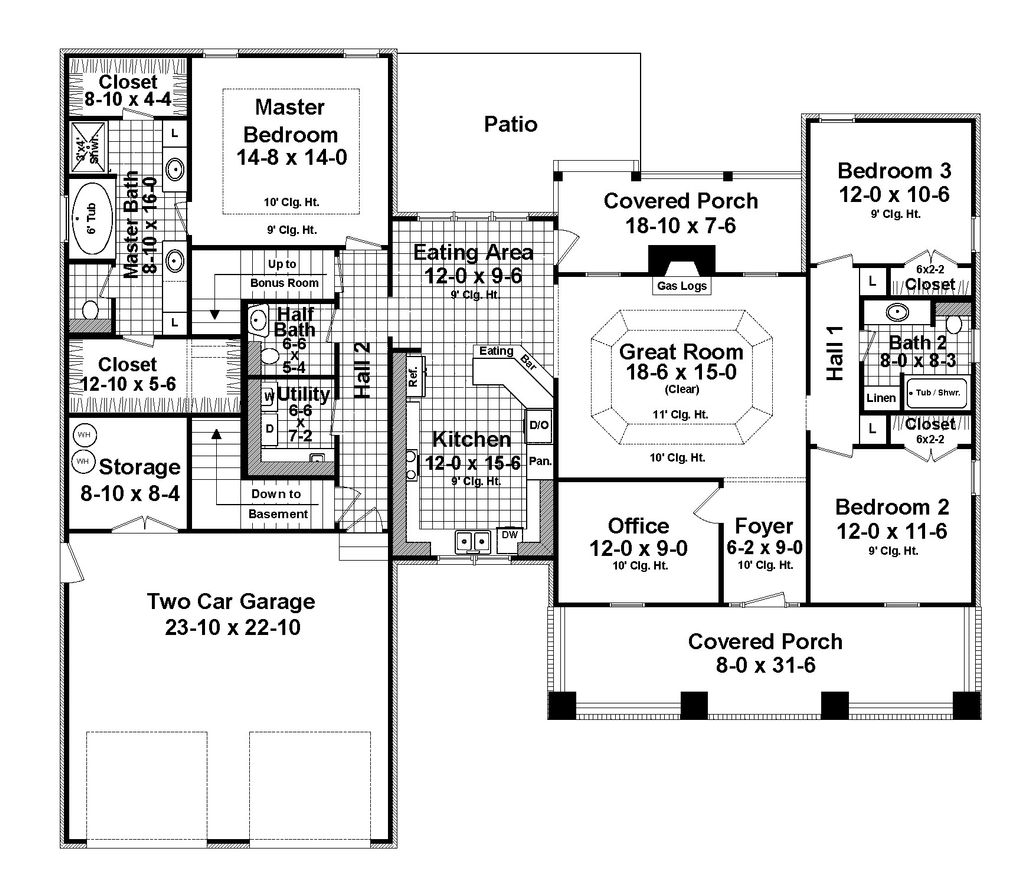 Closet
8-10 x 4-4
3'x4'
Shwr.
L
6' Tub
Master Bath
8-10 x 16-0
L
Master
Bedroom
14-8 x 14-0
10' Clg. Ht.
9' Clg. Ht.
Patio
Covered Porch
18-10 x 7-6
Bedroom 3
12-0 x 10-6
9' Clg. Ht.
Eating Area
12-0 x 9-6
9' Clg. Ht.
Up to
Bonus Room
Gas Logs
L
6x2-2
Closet
Half
Bath
6-6
x
5-4
Closet
12-10 x 5-6
Hall 2
Utility
6-6
x
7-2
W
D
Ref.
Eating
Bar
Great Room
18-6 x 15-0
(Clear)
11' Clg. Ht.
10' Clg. Ht.
Hall 1
Bath 2
8-0 x 8-3
Linen
Tub / Shwr.
L
Closet
6x2-2
WH
WH
Storage
8-10 x 8-4
Kitchen
12-0 x 15-6
9' Clg. Ht.
D/O
Pan.
DW
Down to
Basement
Office
12-0 x 9-0
10' Clg. Ht.
Foyer
6-2 x 9-0
10' Clg. Ht.
Bedroom 2
12-0 x 11-6
9' Clg. Ht.
Two Car Garage
23-10 x 22-10
Covered Porch
8-0 x 31-6